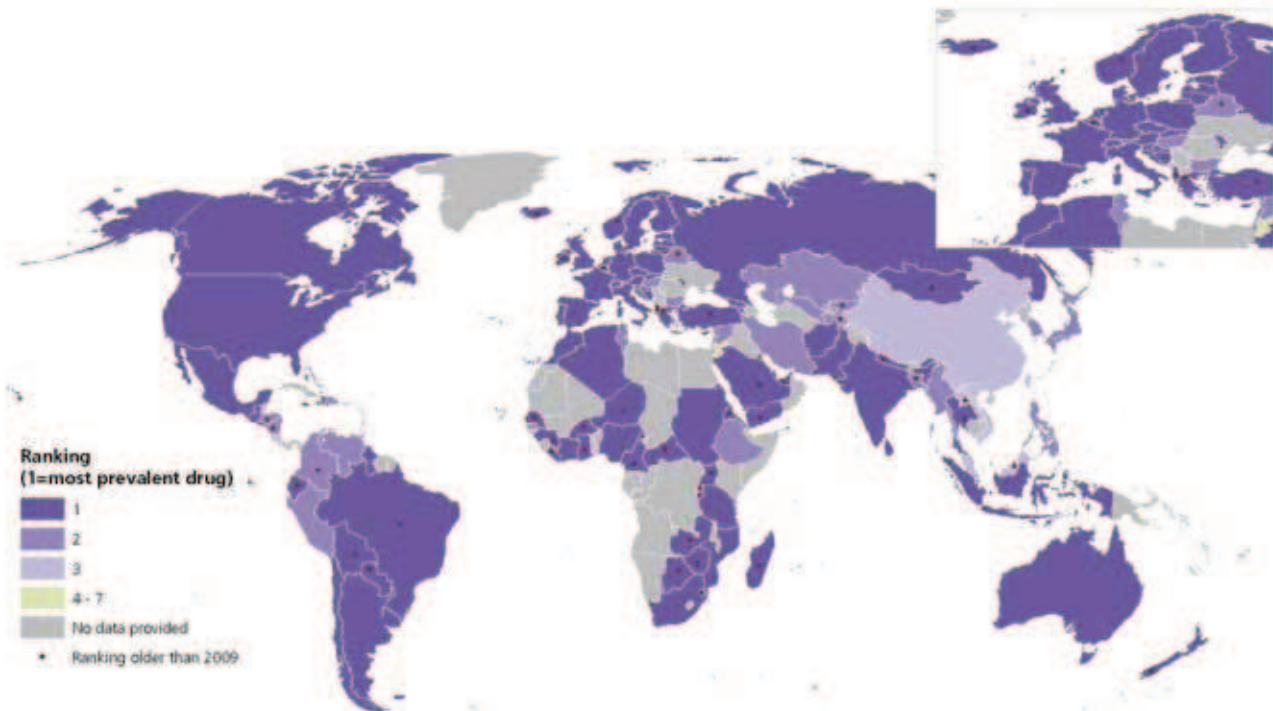 Ranking
(1=most prevalent drug)
1
2
3
4 - 7
No data provided
Ranking older than 2009